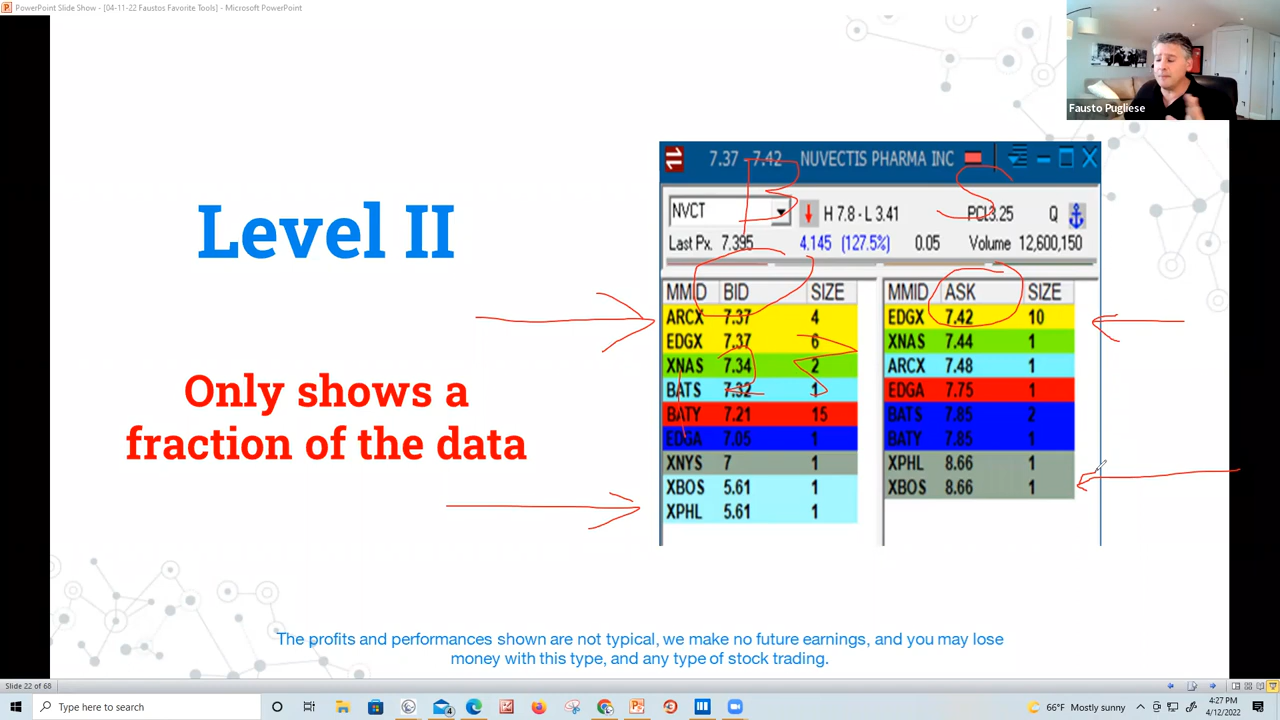 PowerPoint Slide Show - [04-11-22 Faustos Favorite Tools] - Microsoft PowerPoint
Fausto Pugliese
Level II
Only shows a
fraction of the data
7.37 - 7.42 NUVECTIS PHARMA INC
NVCT H 7.8 - L 3.41 PCL3.25 Q
Last Px. 7.395 4.145 (127.5%) 0.05 Volume 12,600,150
MMID BID SIZE MMID ASK SIZE
ARCX 7.37 4 EDGX 7.42 10
EDGX 7.37 6 XNAS 7.44 1
XNAS 7.34 2 ARCX 7.48 1
BATS 7.32 1 EDGA 7.75 1
BATY 7.21 15 BATS 7.85 2
EDGA 7.05 1 BATY 7.85 1
XNYS 7 1 XPHL 8.66 1
XBOS 5.61 1 XBOS 8.66 1
XPHL 5.61 1
B
S
The profits and performances shown are not typical, we make no future earnings, and you may lose
money with this type, and any type of stock trading.
Slide 22 of 68
Type here to search
4
66°F Mostly sunny
4:27 PM
4/12/2022